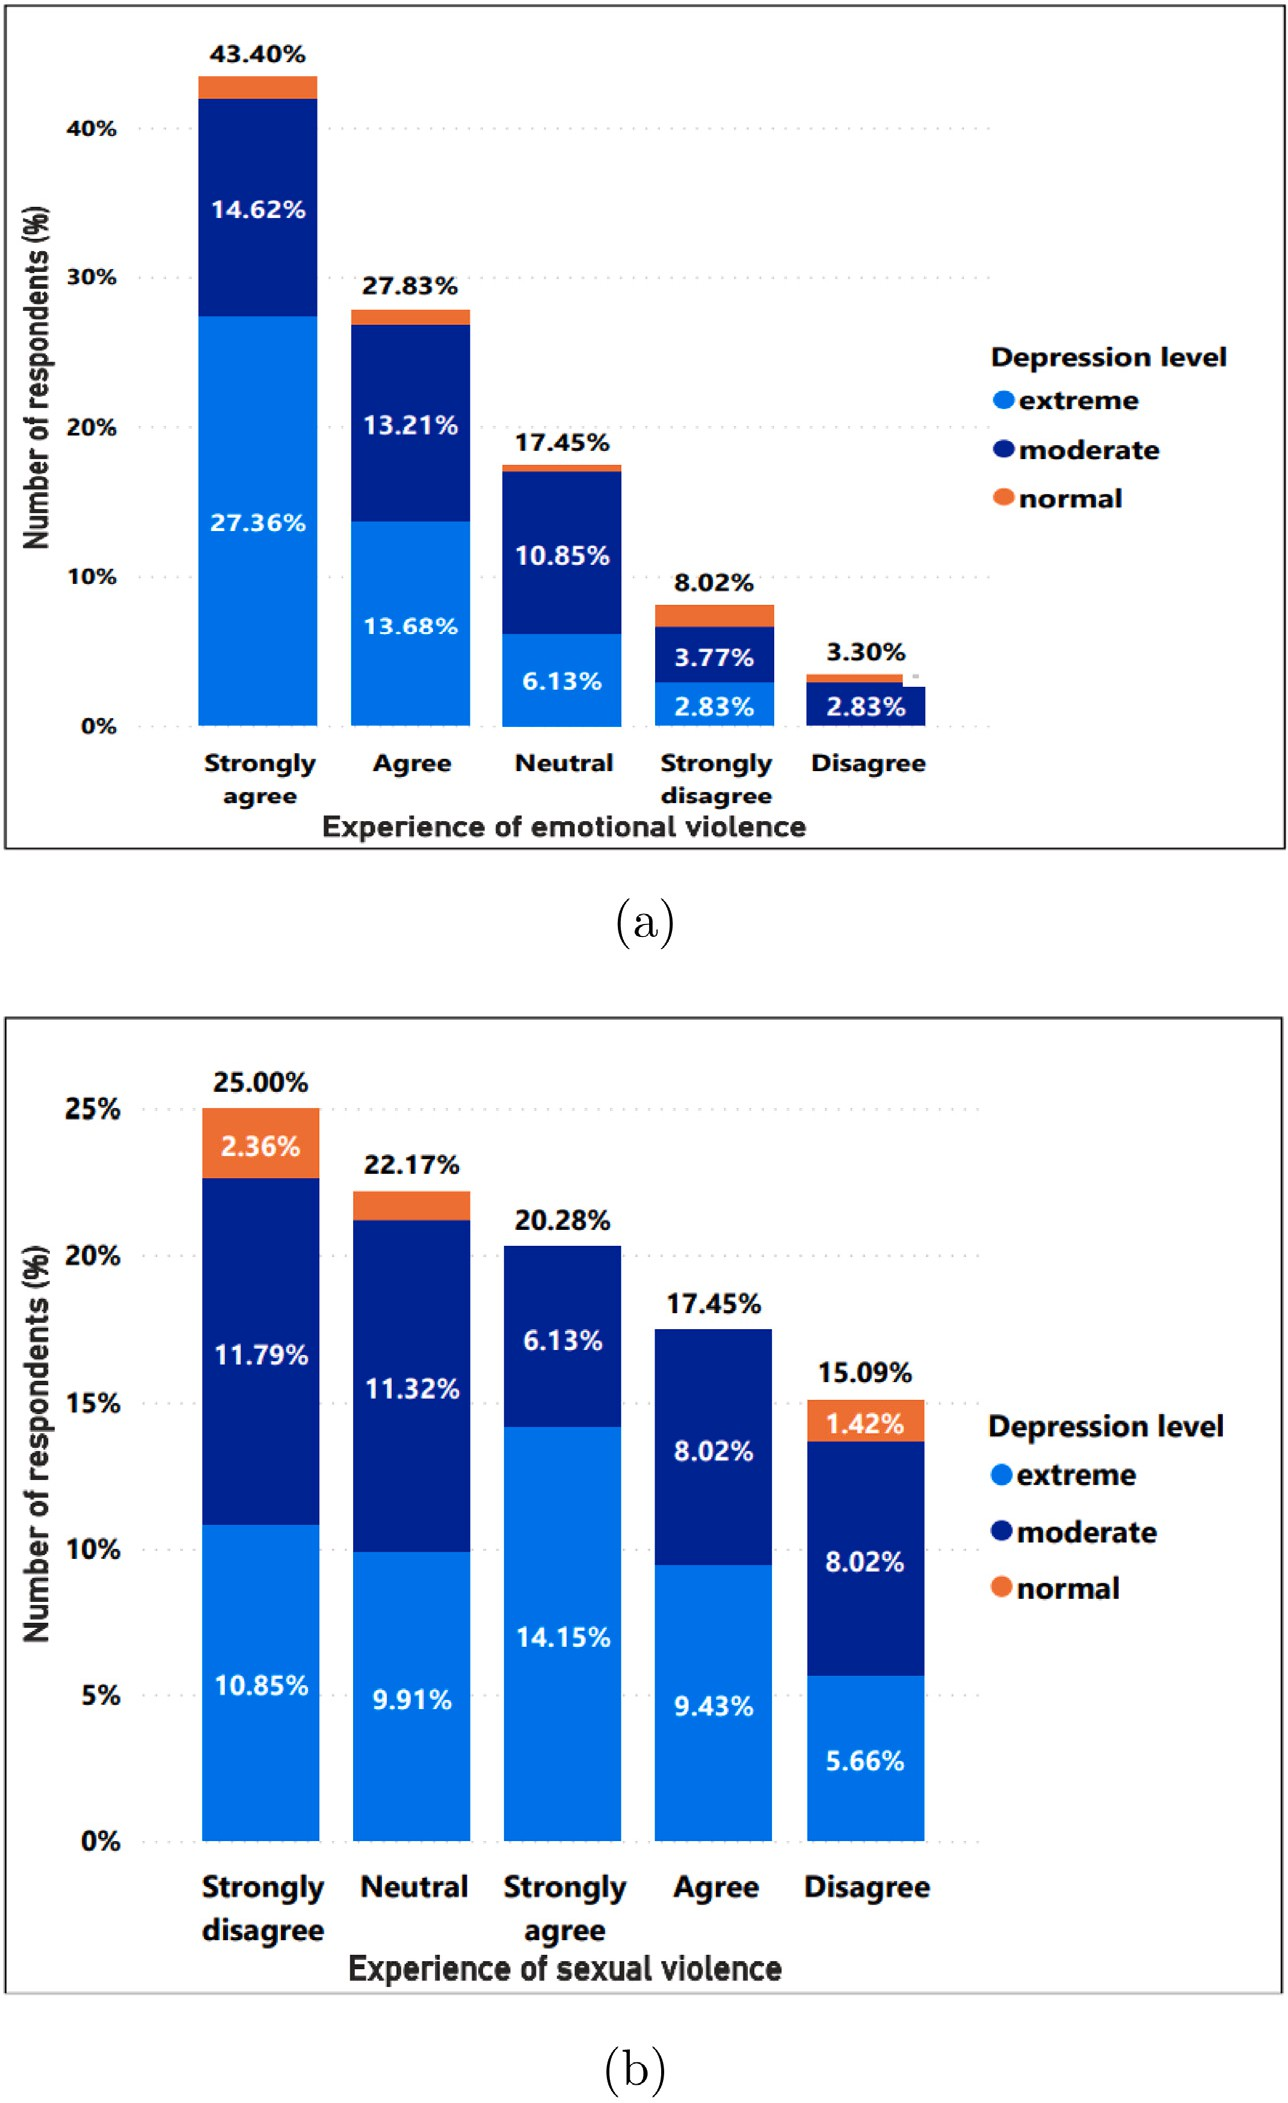 43.40%
40%
14.62%
30%
27.83%
Depression level
extreme
20%
13.21%
17.45%
moderate
normal
27.36%
10.85%
10%
8.02%
13.68%
3.77%
3.30%
6.13%
2.83%
2.83%
0%
Strongly agree
Agree
Neutral
Strongly disagree
Disagree
Number of respondents (%)
Experience of emotional violence
(a)
25.00%
25%
2.36%
22.17%
20.28%
20%
17.45%
11.79%
6.13%
15.09%
11.32%
15%
1.42%
Depression level
8.02%
extreme
moderate
10%
8.02%
normal
14.15%
10.85%
5%
9.91%
9.43%
5.66%
0%
Strongly disagree
Neutral
Strongly agree
Agree
Disagree
Number of respondents (%)
Experience of sexual violence
(b)